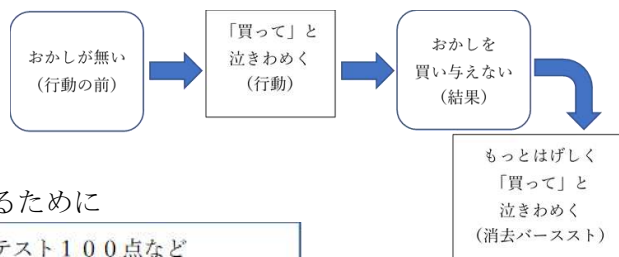 おかしが無い
(行動の前)
「買って」と
泣きわめく
(行動)
おかしを
買い与えない
(結果)
もっとはげしく
「買って」と
泣きわめく
(消去バーススト)
るために
テスト100点など